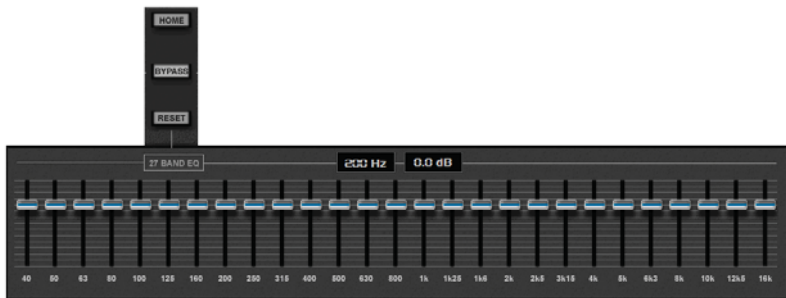 HOME
BYPASS
RESET
27 BAND EQ 200 Hz 0.0 dB
40 50 63 80 100 125 160 200 250 315 400 500 630 800 1k 1k25 1k6 2k 2k5 3k15 4k 5k 6k3 8k 10k 12k5 16k